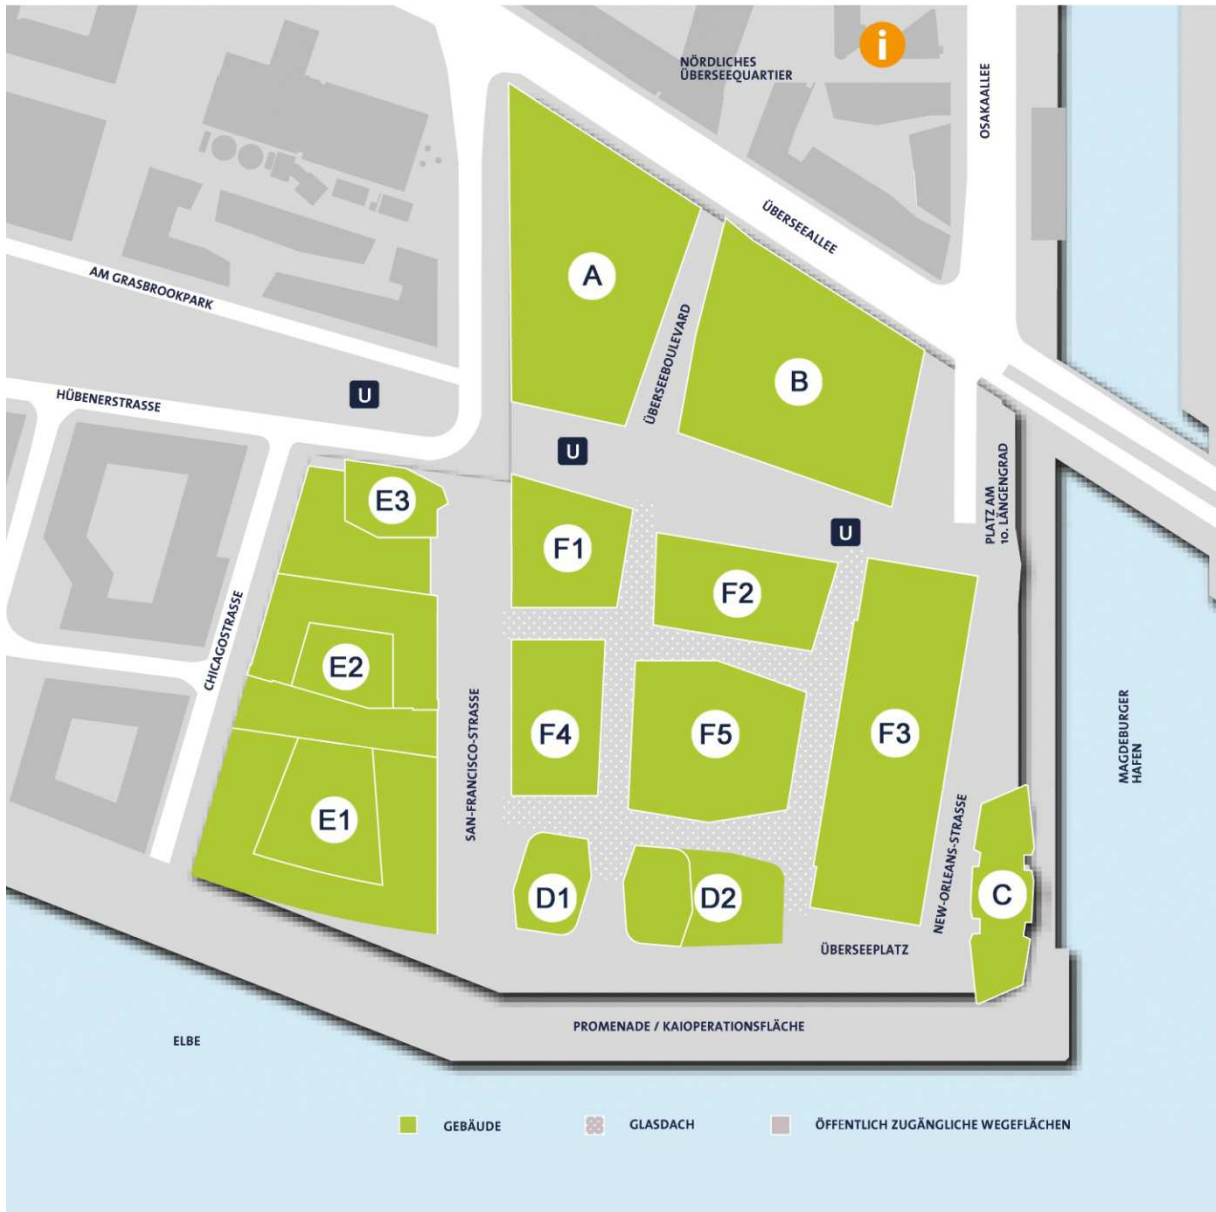 i
NÖRDLICHES
ÜBERSEEQUARTIER
OSAKAALLEE
ÜBERSEEALLEE
A
AM GRASBROOKPARK
ÜBERSEEBOULEVARD
B
HÜBENERSTRASSE
U
U
E3
PLATZ AM
10. LÄNGENGRAD
U
F1
F2
CHICAGOSTRASSE
E2
SAN-FRANCISCO-STRASSE
F4
F5
F3
MAGDEBURGER
HAFEN
E1
NEW-ORLEANS-STRASSE
D1
D2
C
ÜBERSEEPLATZ
PROMENADE / KAIOPERATIONSFLÄCHE
ELBE
GEBÄUDE
GLASDACH
ÖFFENTLICH ZUGÄNGLICHE WEGEFLÄCHEN